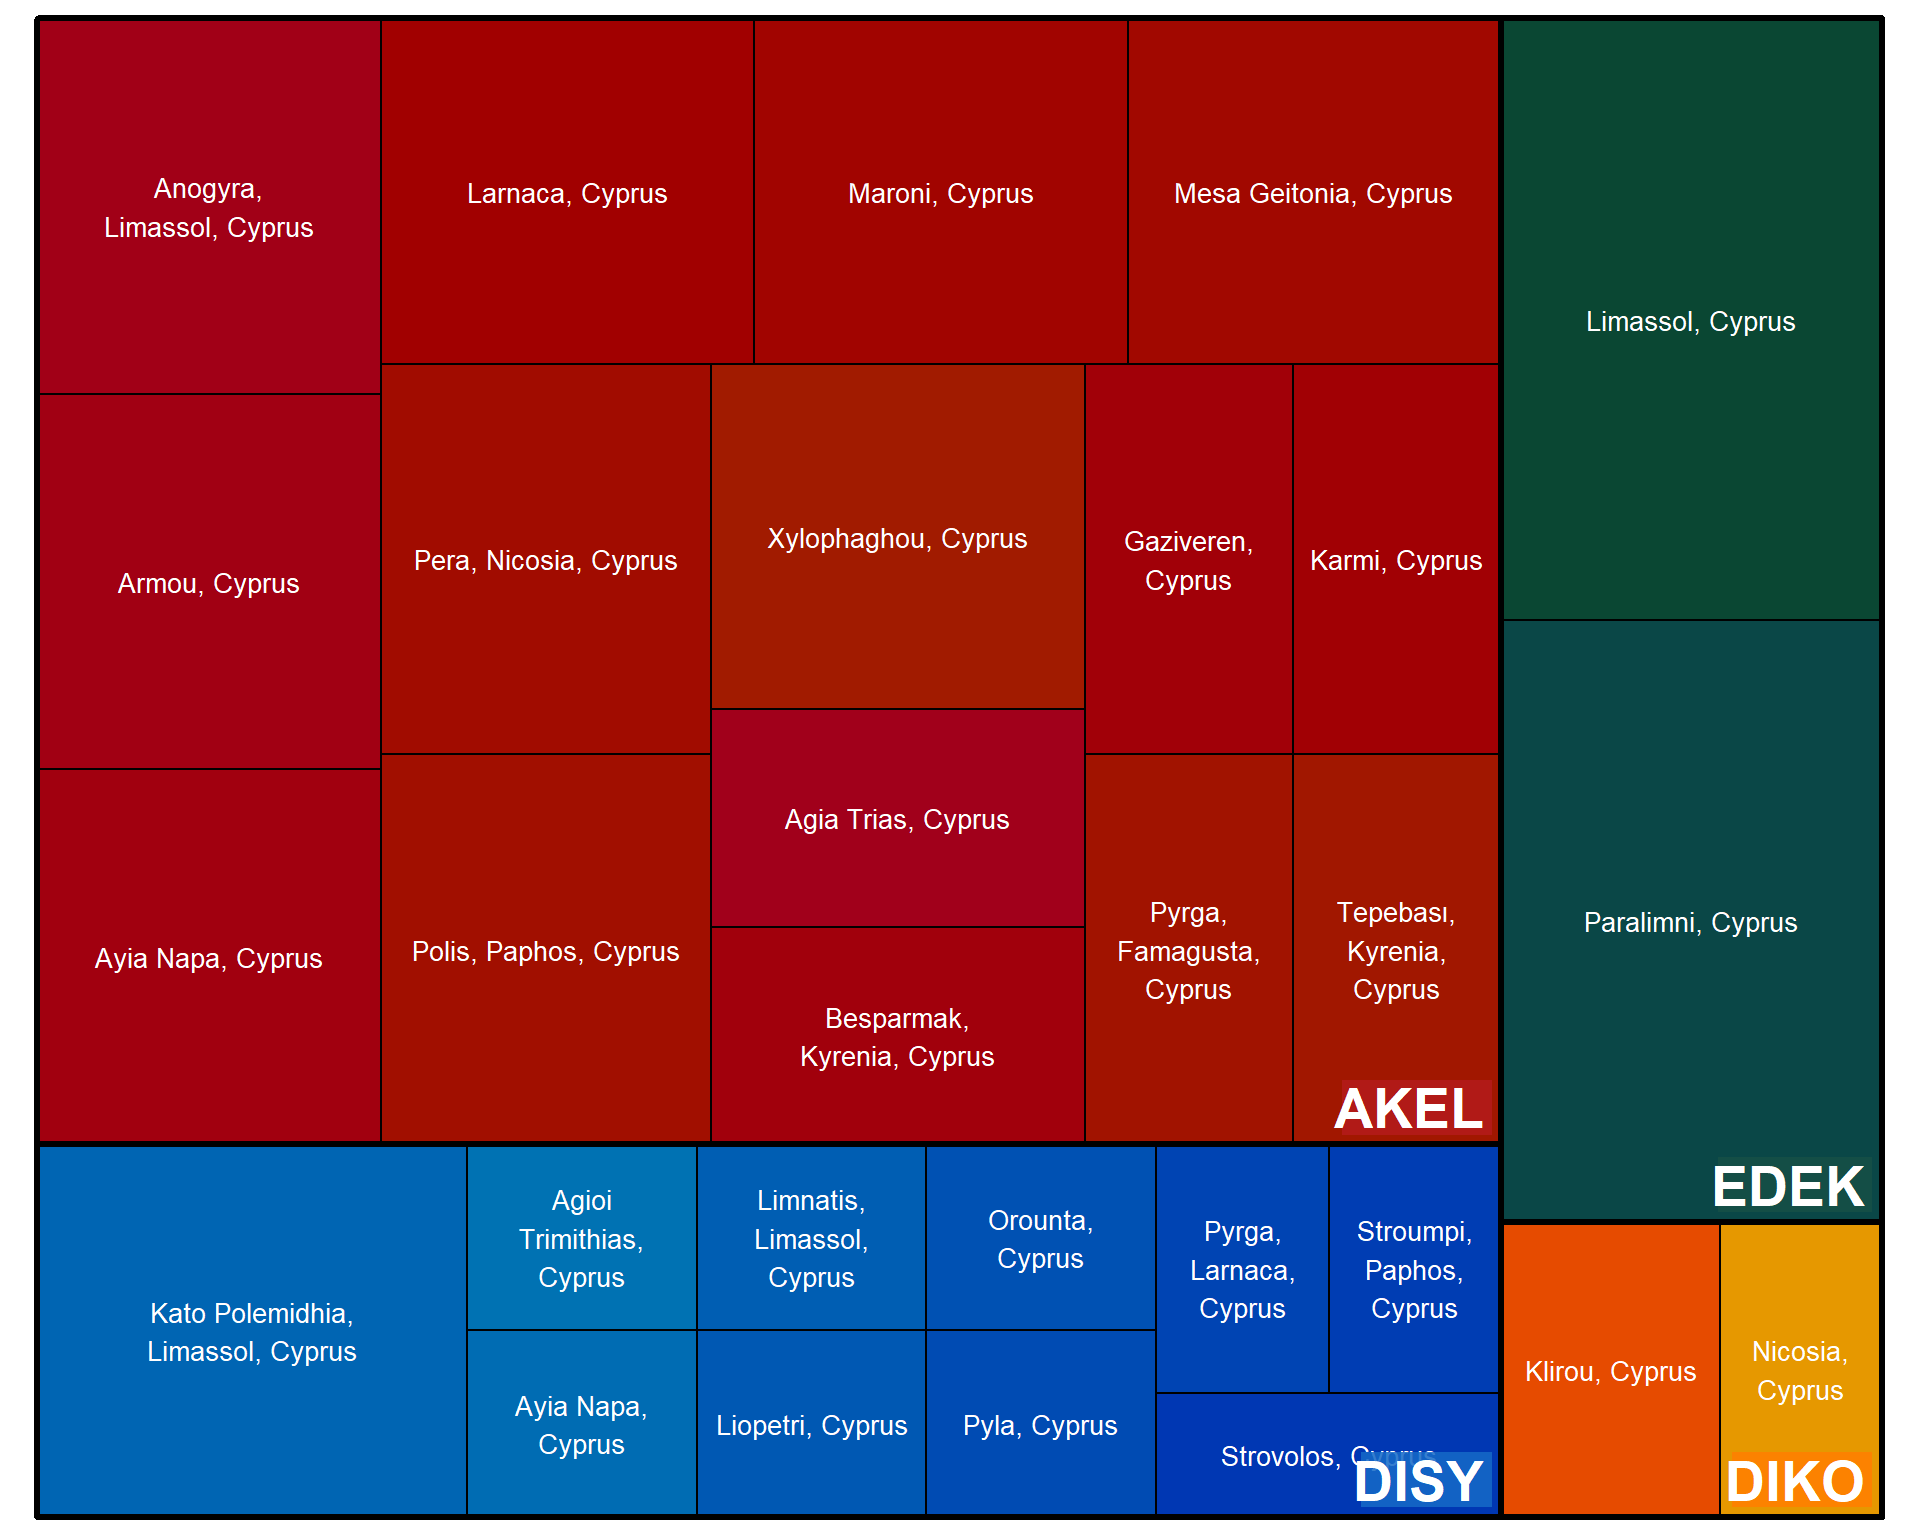 Anogyra,
Limassol, Cyprus
Larnaca, Cyprus
Maroni, Cyprus
Mesa Geitonia, Cyprus
Limassol, Cyprus
Armou, Cyprus
Pera, Nicosia, Cyprus
Xylophaghou, Cyprus
Gaziveren,
Cyprus
Karmi, Cyprus
Agia Trias, Cyprus
Paralimni, Cyprus
Ayia Napa, Cyprus
Polis, Paphos, Cyprus
Besparmak,
Kyrenia, Cyprus
Pyrga,
Famagusta,
Cyprus
Tepebası,
Kyrenia,
Cyprus
AKEL
EDEK
Kato Polemidhia,
Limassol, Cyprus
Agioi
Trimithias,
Cyprus
Limnatis,
Limassol,
Cyprus
Orounta,
Cyprus
Pyrga,
Larnaca,
Cyprus
Stroumpi,
Paphos,
Cyprus
Ayia Napa,
Cyprus
Liopetri, Cyprus
Pyla, Cyprus
Strovolos, Cyprus
DISY
Klirou, Cyprus
Nicosia,
Cyprus
DIKO